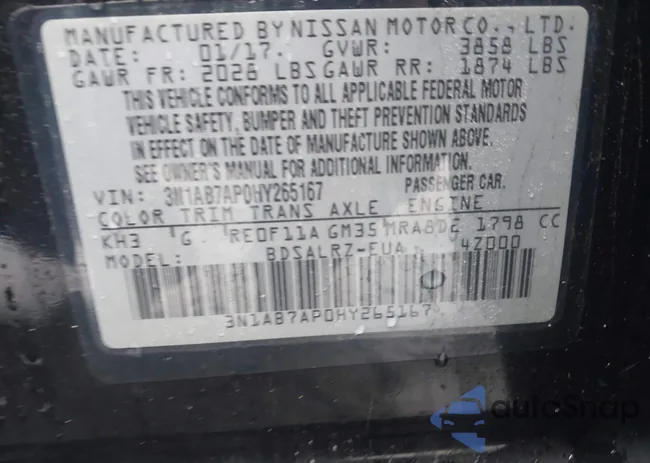 MANUFACTURED BY NISSAN MOTOR CO., LTD.
DATE: 01/17. GVWR: 3858 LBS
GAWR FR: 2028 LBS GAWR RR: 1874 LBS
THIS VEHICLE CONFORMS TO ALL APPLICABLE FEDERAL MOTOR
VEHICLE SAFETY, BUMPER AND THEFT PREVENTION STANDARDS
IN EFFECT ON THE DATE OF MANUFACTURE SHOWN ABOVE.
SEE OWNER'S MANUAL FOR ADDITIONAL INFORMATION.
VIN: 3N1AB7AP0HY265167 PASSENGER CAR.
COLOR TRIM TRANS AXLE ENGINE
KH3 G RE0F11A GM35 MRA8DE 1798 CC
MODEL: BDSALRZ-EUA 4Z000
3N1AB7AP0HY265167
autoSnap